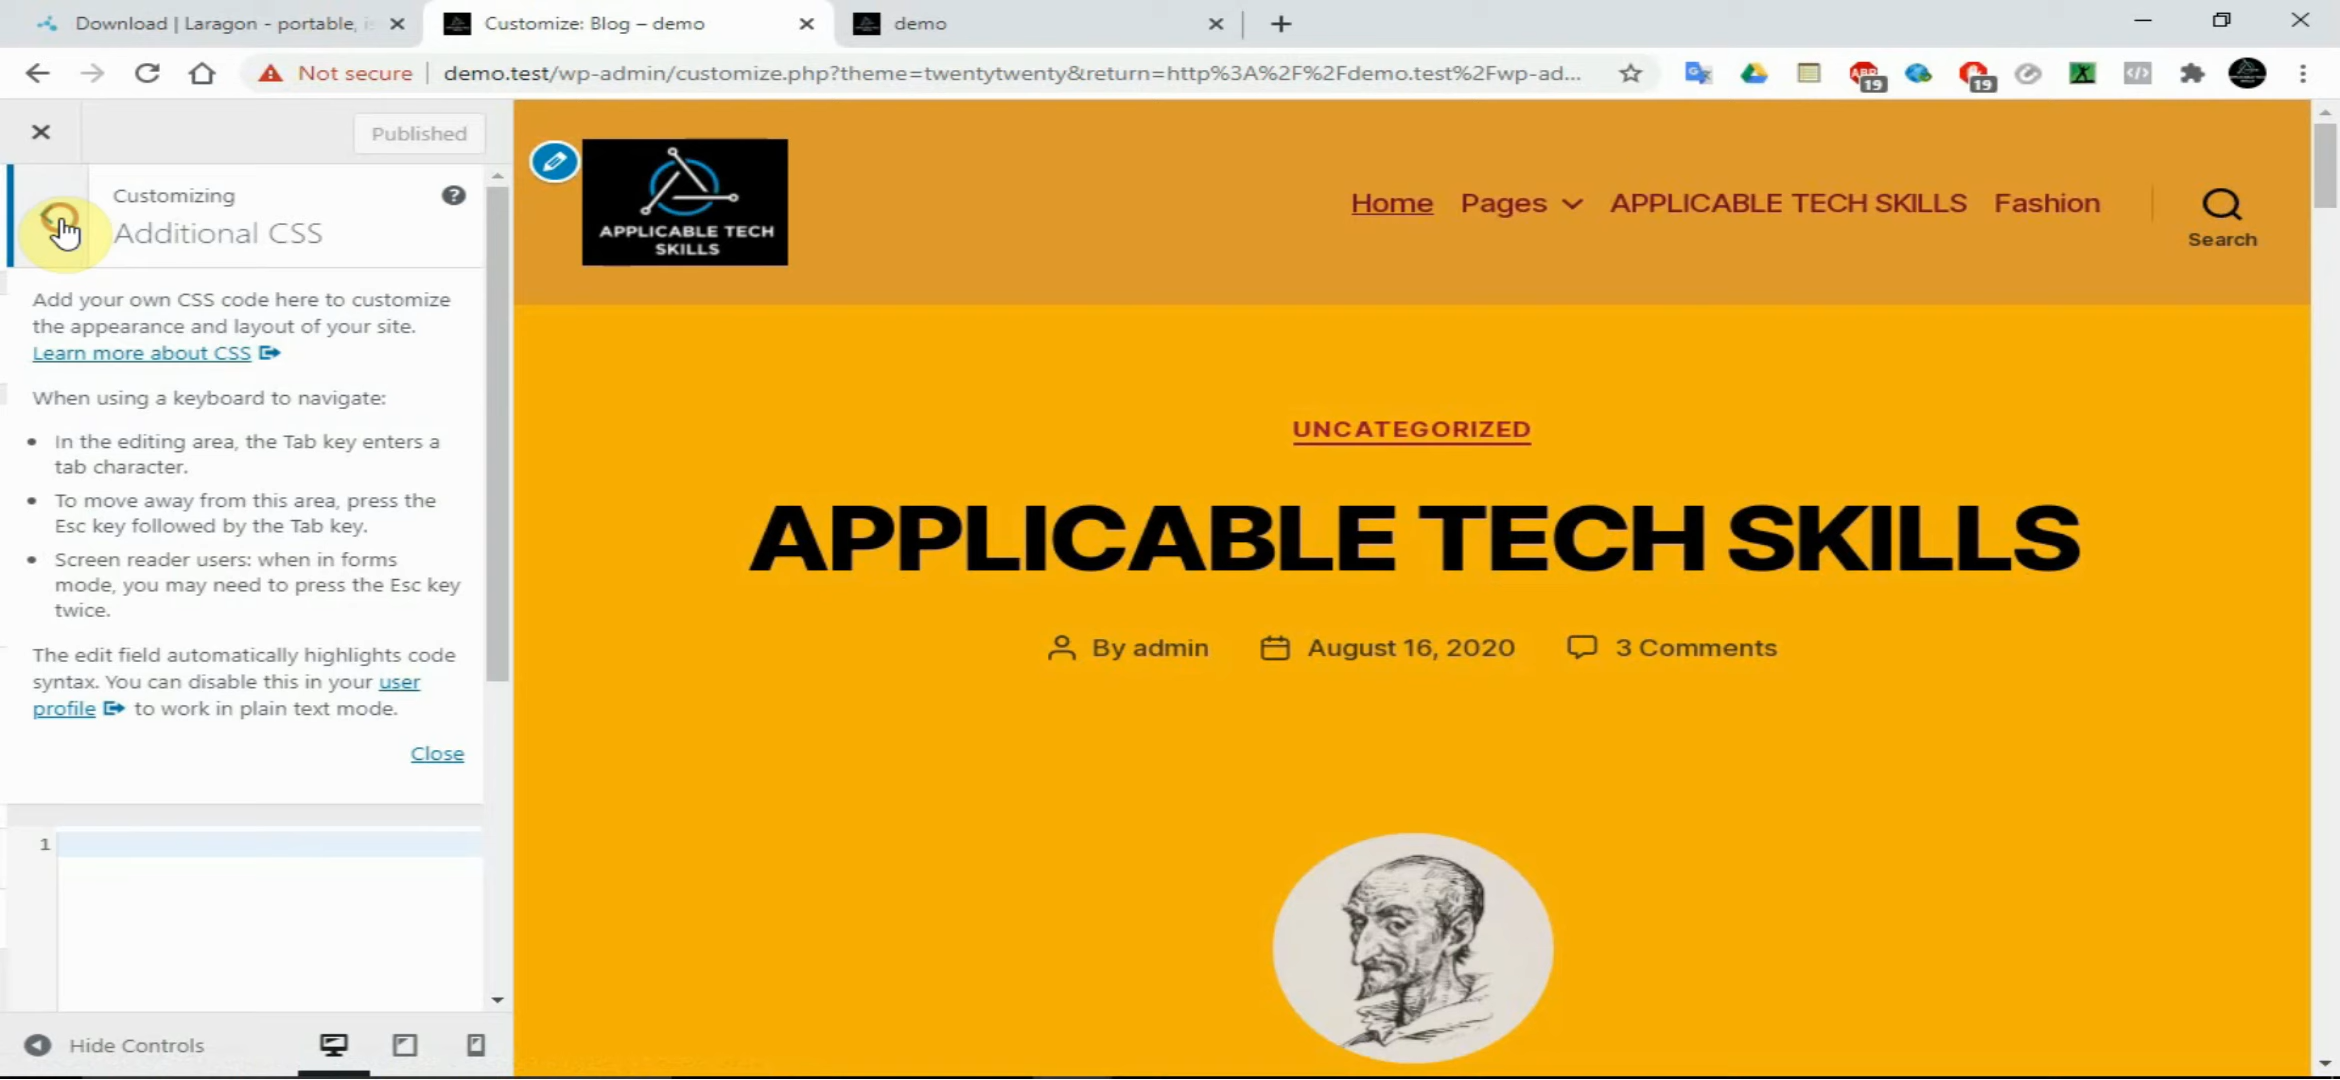 Download | Laragon - portable, is
Customize: Blog – demo
demo
Not secure
demo.test/wp-admin/customize.php?theme=twentytwenty&return=http%3A%2F%2Fdemo.test%2Fwp-ad...
ABP
19
19
Published
Customizing
Additional CSS
Add your own CSS code here to customize
the appearance and layout of your site.
Learn more about CSS
When using a keyboard to navigate:
In the editing area, the Tab key enters a
tab character.
To move away from this area, press the
Esc key followed by the Tab key.
Screen reader users: when in forms
mode, you may need to press the Esc key
twice.
The edit field automatically highlights code
syntax. You can disable this in your user
profile to work in plain text mode.
Close
1
Hide Controls
APPLICABLE TECH
SKILLS
Home Pages APPLICABLE TECH SKILLS Fashion
Search
UNCATEGORIZED
APPLICABLE TECH SKILLS
By admin August 16, 2020 3 Comments